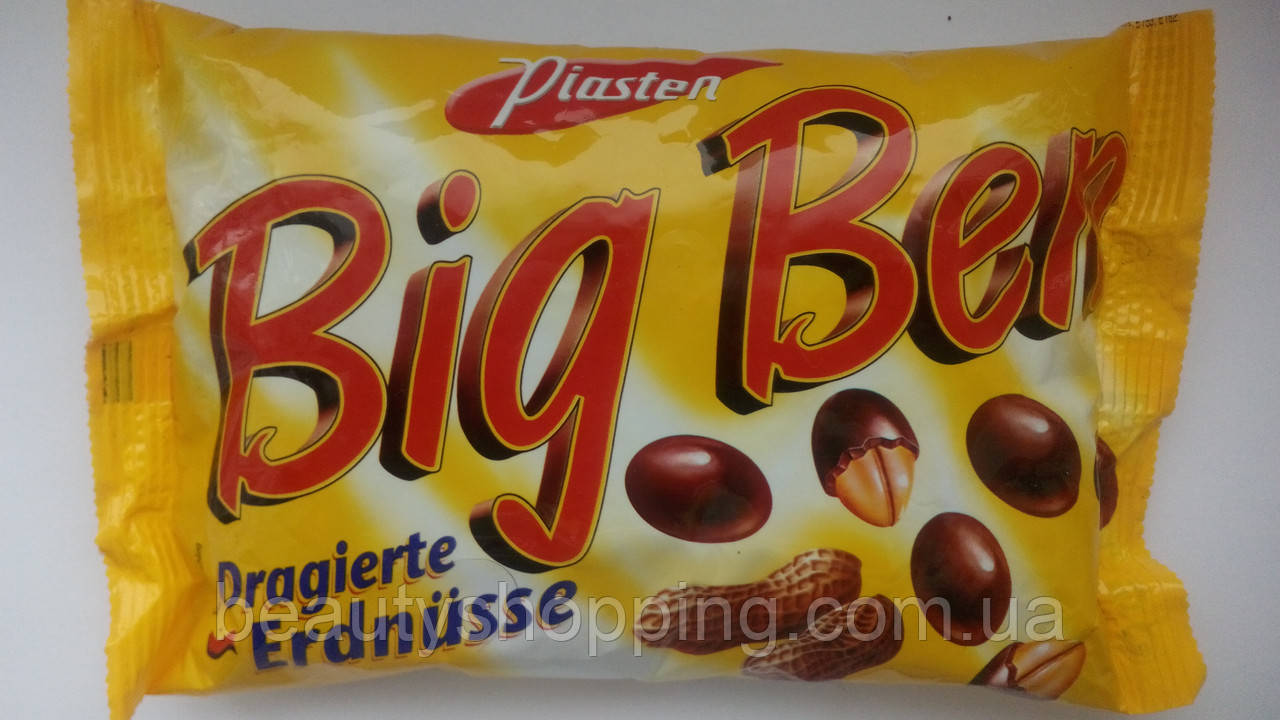 Piasten
Big Ben
Dragierte
Erdnüsse
beautyshopping.com.ua